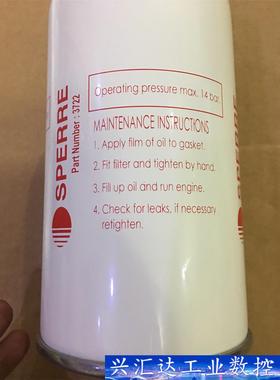 Operating pressure max. 14 bar
SPERRE
Part Number : 3722
MAINTENANCE INSTRUCTIONS
1. Apply film of oil to gasket.
2. Fit filter and tighten by hand.
3. Fill up oil and run engine.
4. Check for leaks, if necessary
retighten.
兴汇达工业数控